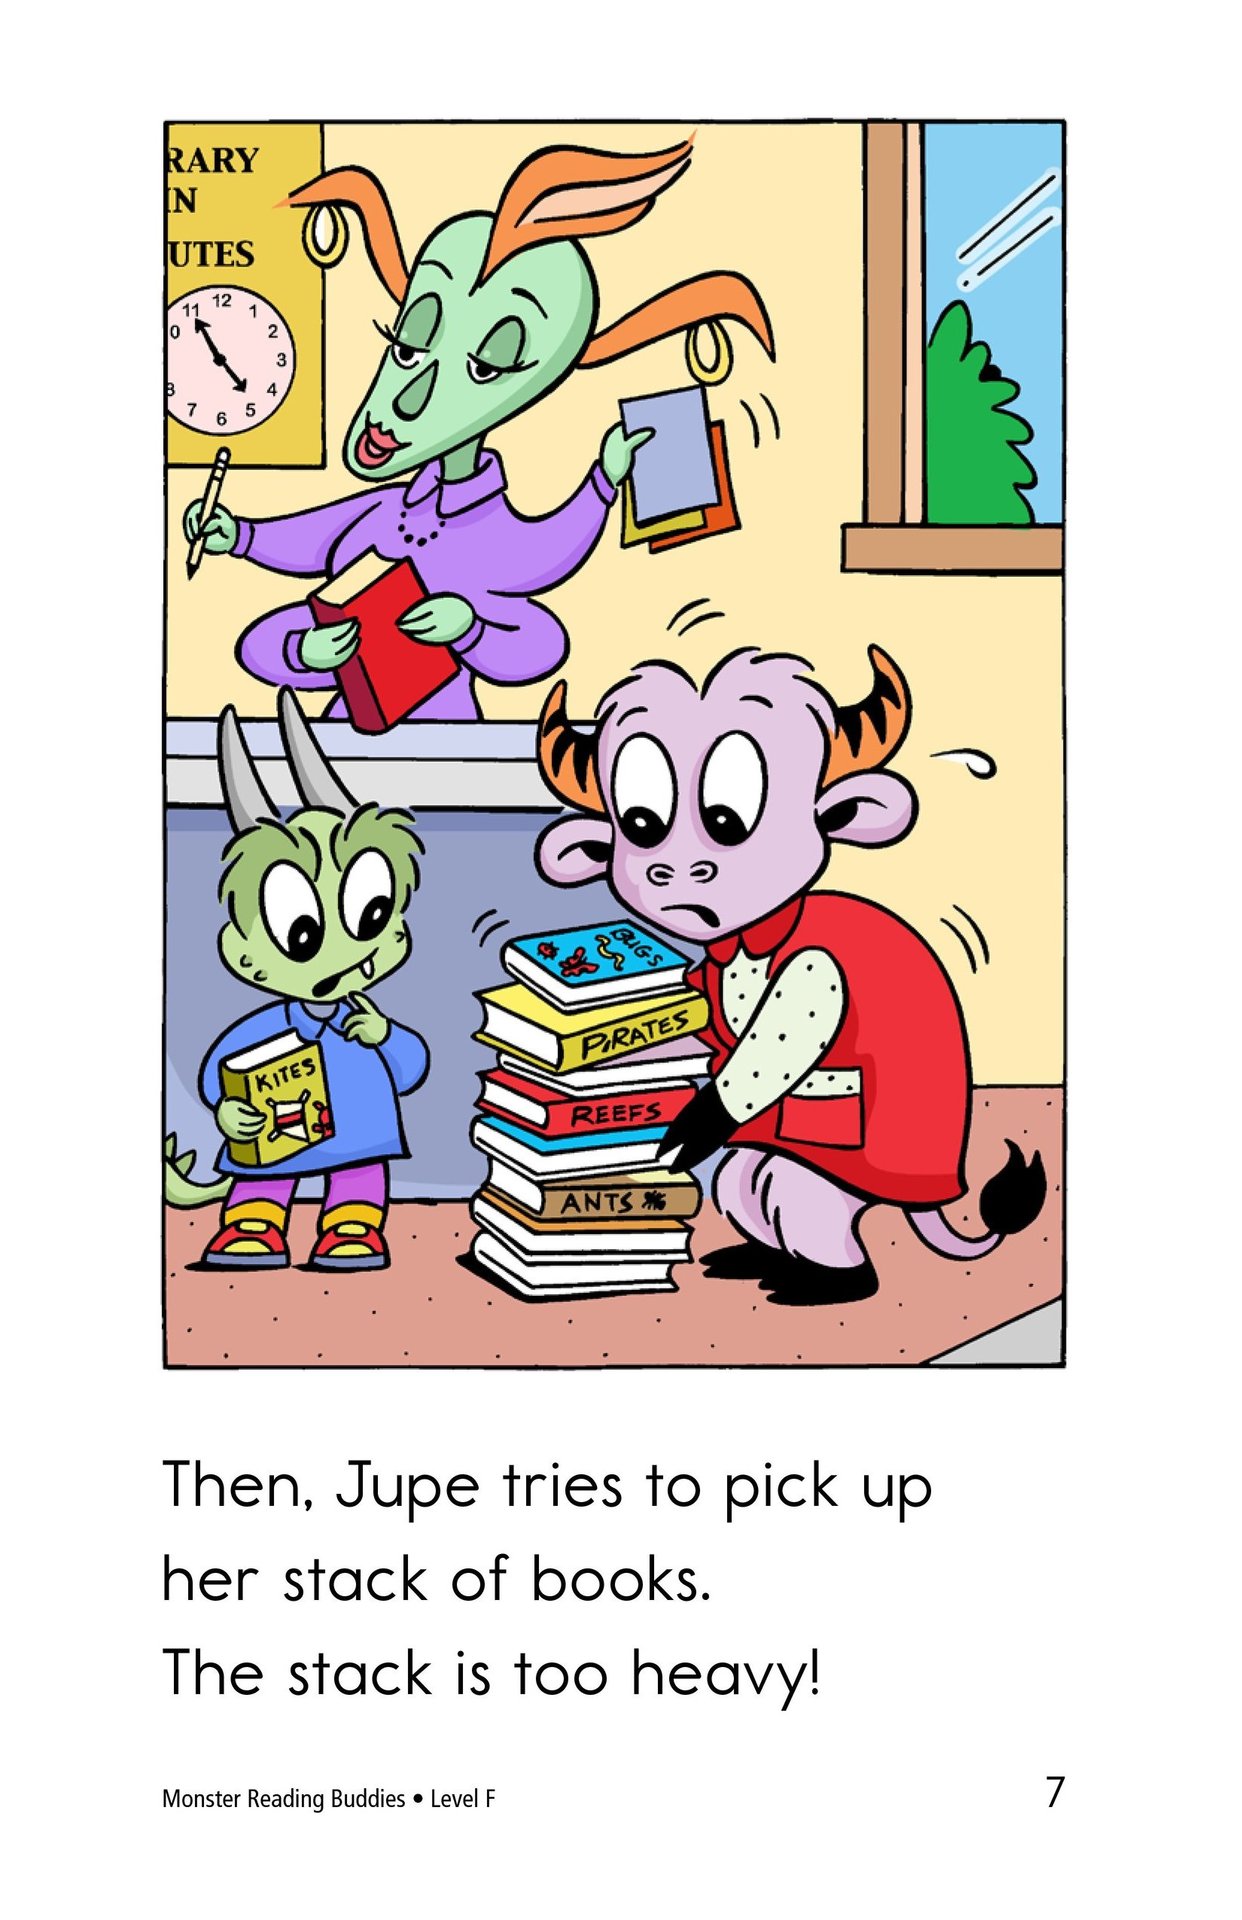 RARY
IN
UTES
12
11 1
0 2
3
8 4
7 5
6
BUGS
PIRATES
KITES
REEFS
ANTS
Then, Jupe tries to pick up
her stack of books.
The stack is too heavy!
Monster Reading Buddies • Level F
7